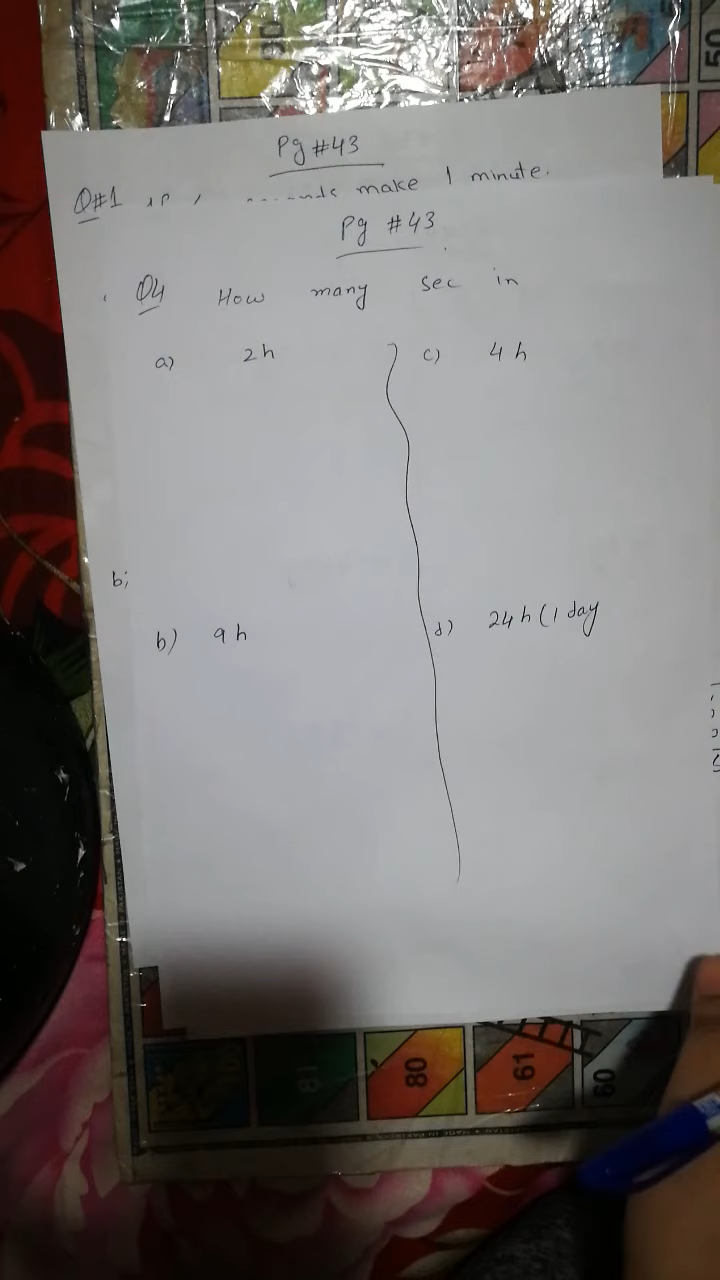 Pg #43
Q#1 make 1 minute.
Pg #43
Q4 How many sec in
a) 2h
c) 4h
b;
b) 9h
d) 24h (1 day
81
80
61
60